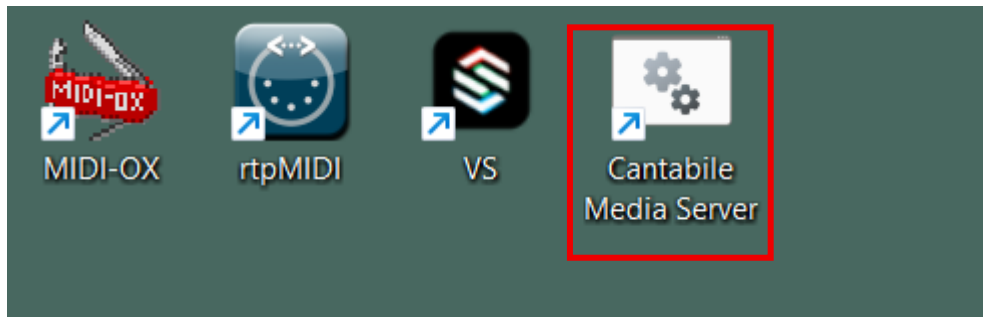 MIDI-OX
MIDI-OX
rtpMIDI
VS
Cantabile
Media Server